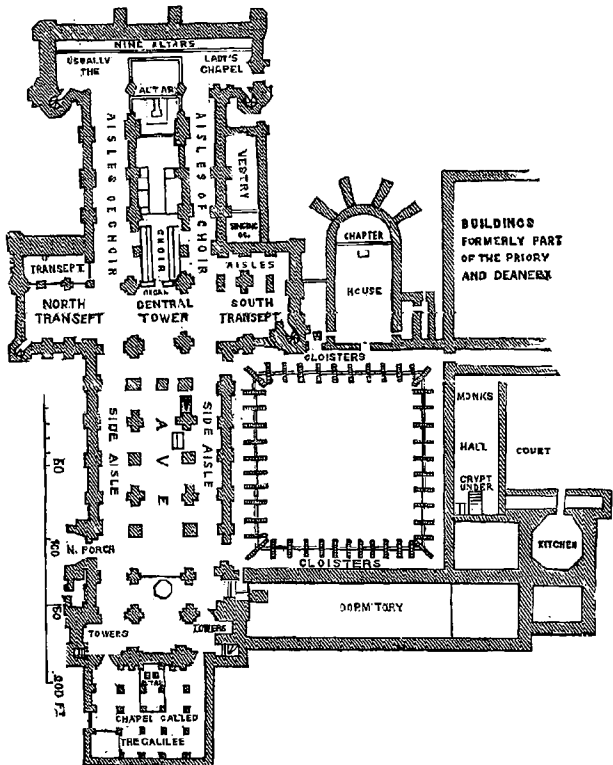 NINE ALTARS
USUALLY
THE
LADY'S
CHAPEL
ALTAR
AISLES OF CHOIR
AISLES OF CHOIR
VESTRY
CHOIR
ORGAN
CHAPTER
HOUSE
BUILDINGS
FORMERLY PART
OF THE PRIORY
AND DEANERY
TRANSEPT
AISLES
NORTH
TRANSEPT
CENTRAL
TOWER
SOUTH
TRANSEPT
CLOISTERS
SIDE AISLE
AVE
SIDE AISLE
MONKS
HALL
CRYPT
UNDER
COURT
KITCHEN
50
100
150
200 FT.
N. PORCH
CLOISTERS
DORMITORY
TOWERS
TOWERS
ALTAR
CHAPEL CALLED
THE GALILEE